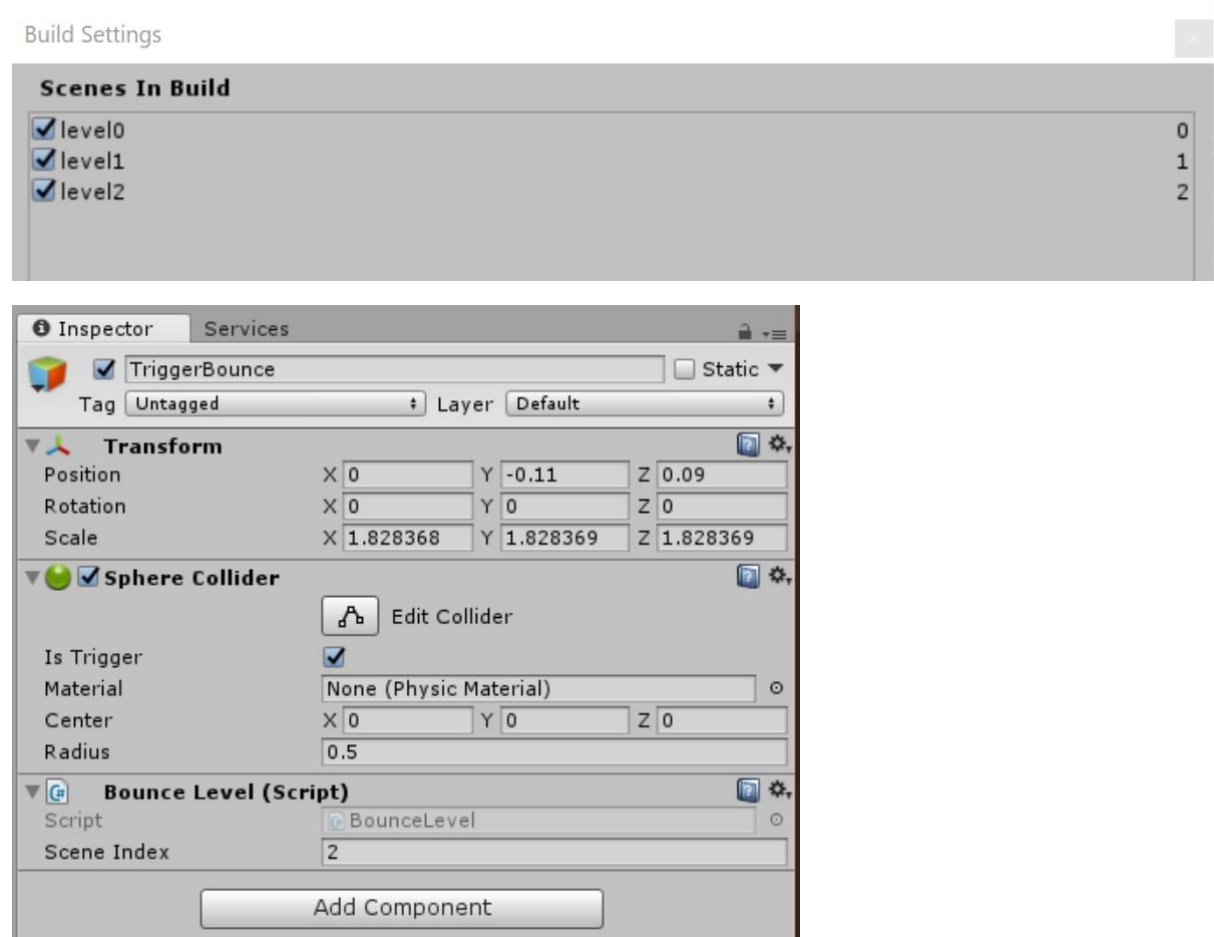 Build Settings
Scenes In Build
level0 0
level1 1
level2 2
Inspector Services
TriggerBounce Static
Tag Untagged Layer Default
Transform
Position X 0 Y -0.11 Z 0.09
Rotation X 0 Y 0 Z 0
Scale X 1.828368 Y 1.828369 Z 1.828369
Sphere Collider
Edit Collider
Is Trigger
Material None (Physic Material)
Center X 0 Y 0 Z 0
Radius 0.5
C# Bounce Level (Script)
Script BounceLevel
Scene Index 2
Add Component